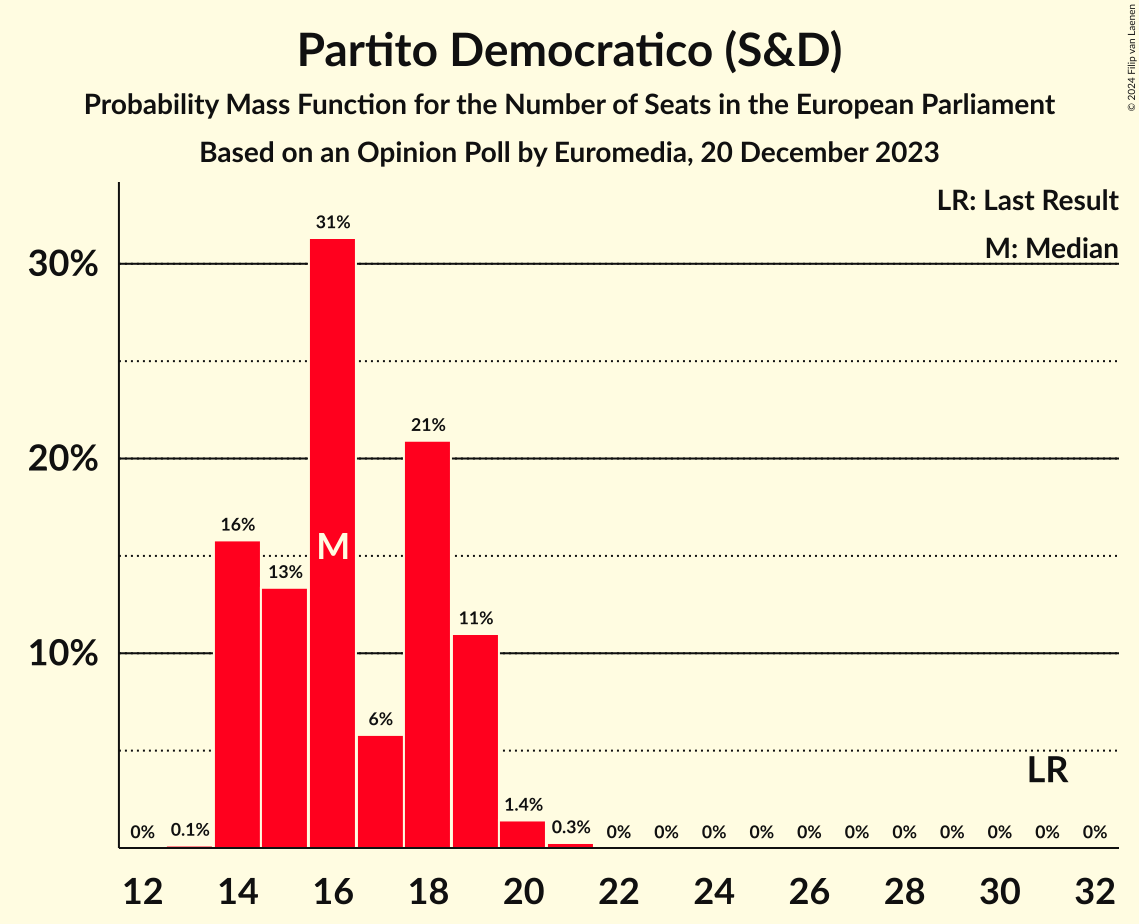 Partito Democratico (S&D)
Probability Mass Function for the Number of Seats in the European Parliament
Based on an Opinion Poll by Euromedia, 20 December 2023
© 2024 Filip van Laenen
LR: Last Result
M: Median
30%
20%
10%
0%
0.1%
16%
13%
31%
M
6%
21%
11%
1.4%
0.3%
0%
0%
0%
0%
0%
0%
0%
0%
0%
0%
0%
LR
12 14 16 18 20 22 24 26 28 30 32